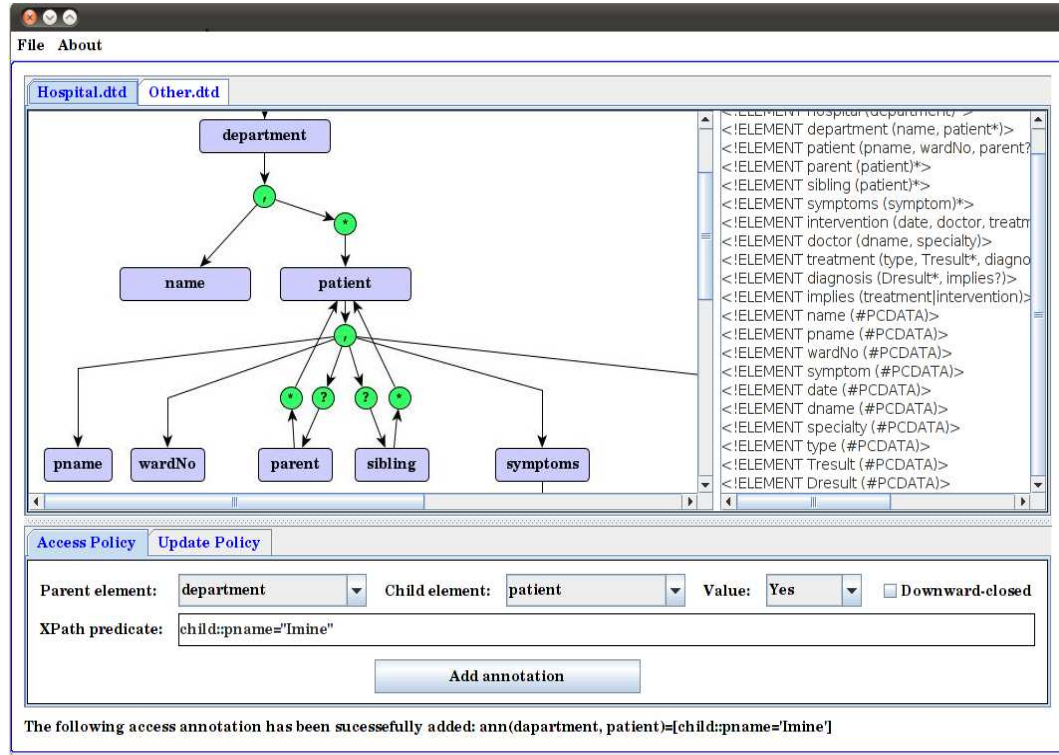 File About
Hospital.dtd Other.dtd
department
,
*
name
patient
,
* ? ? *
pname wardNo parent sibling symptoms
<!ELEMENT hospital (department)*>
<!ELEMENT department (name, patient*)>
<!ELEMENT patient (pname, wardNo, parent?
<!ELEMENT parent (patient)*>
<!ELEMENT sibling (patient)*>
<!ELEMENT symptoms (symptom)*>
<!ELEMENT intervention (date, doctor, treatm
<!ELEMENT doctor (dname, specialty)>
<!ELEMENT treatment (type, Tresult*, diagno
<!ELEMENT diagnosis (Dresult*, implies?)>
<!ELEMENT implies (treatment|intervention)>
<!ELEMENT name (#PCDATA)>
<!ELEMENT pname (#PCDATA)>
<!ELEMENT wardNo (#PCDATA)>
<!ELEMENT symptom (#PCDATA)>
<!ELEMENT date (#PCDATA)>
<!ELEMENT dname (#PCDATA)>
<!ELEMENT specialty (#PCDATA)>
<!ELEMENT type (#PCDATA)>
<!ELEMENT Tresult (#PCDATA)>
<!ELEMENT Dresult (#PCDATA)>
Access Policy Update Policy
Parent element: department Child element: patient Value: Yes Downward-closed
XPath predicate: child::pname="Imine"
Add annotation
The following access annotation has been sucessefully added: ann(dapartment, patient)=[child::pname='Imine']